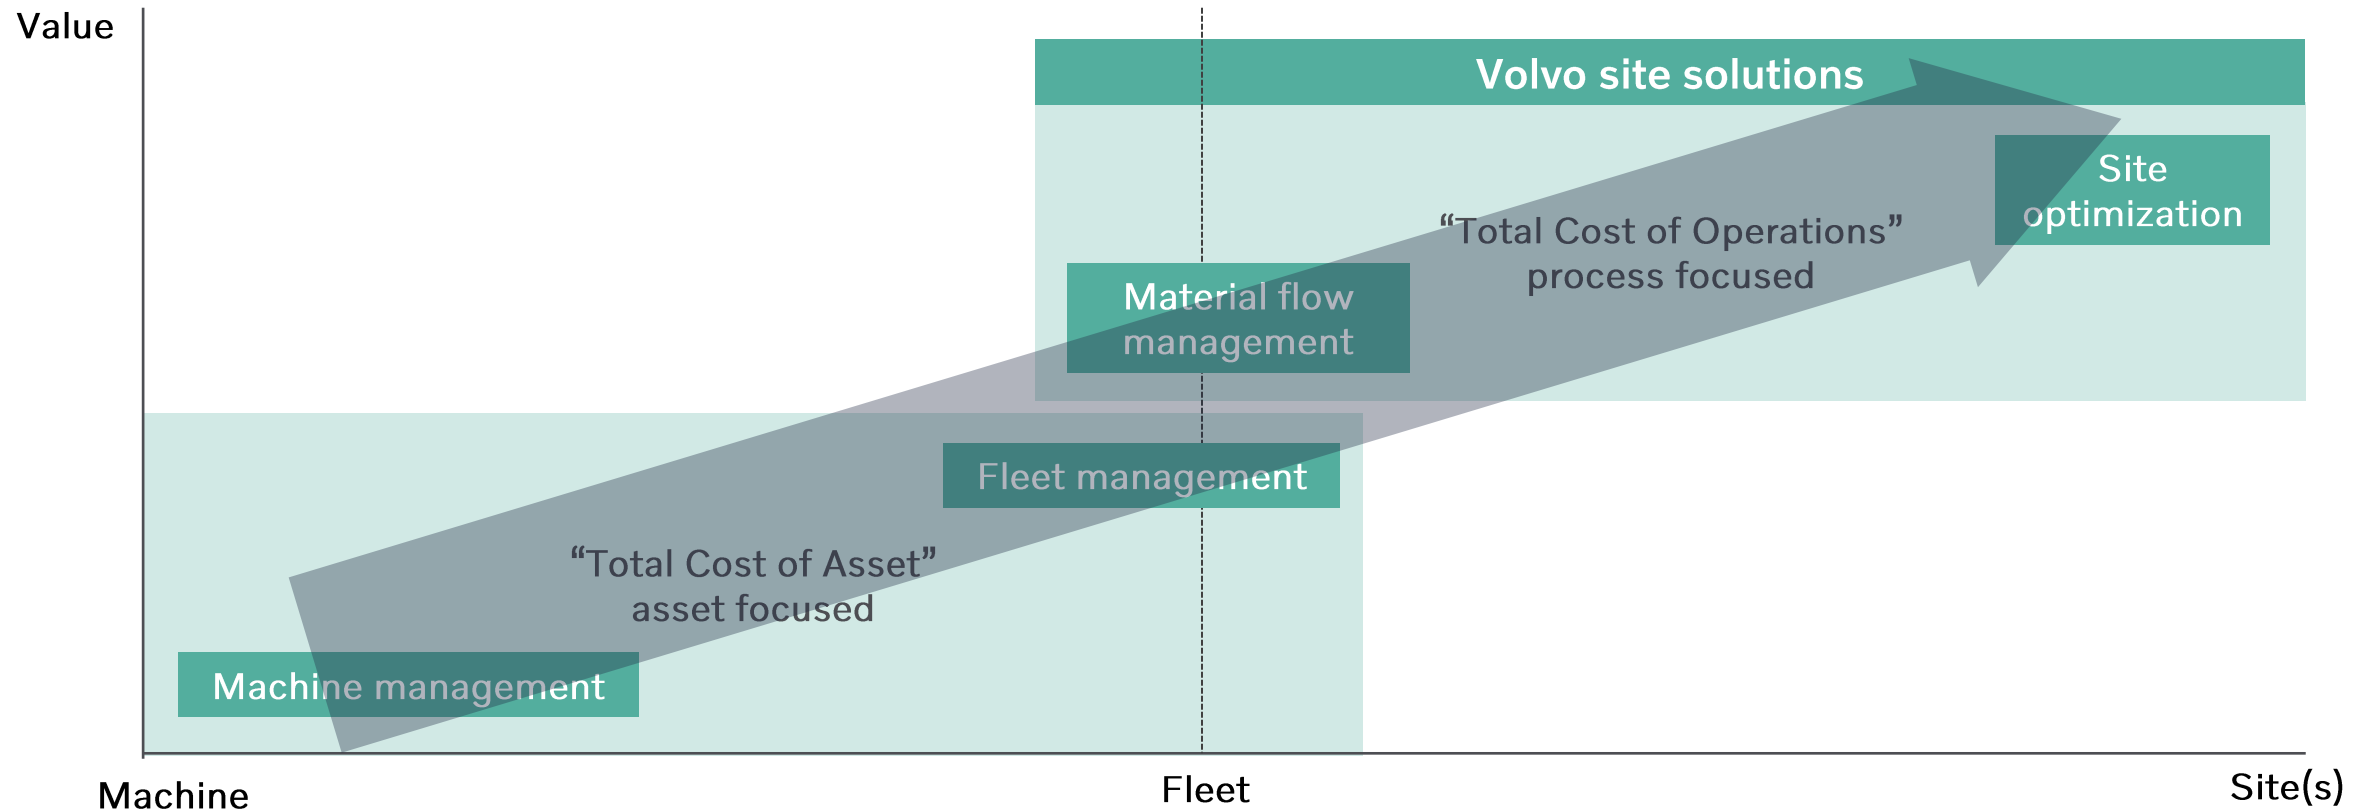 Value
Volvo site solutions
Site
optimization
“Total Cost of Operations”
process focused
Material flow
management
Fleet management
“Total Cost of Asset”
asset focused
Machine management
Machine
Fleet
Site(s)